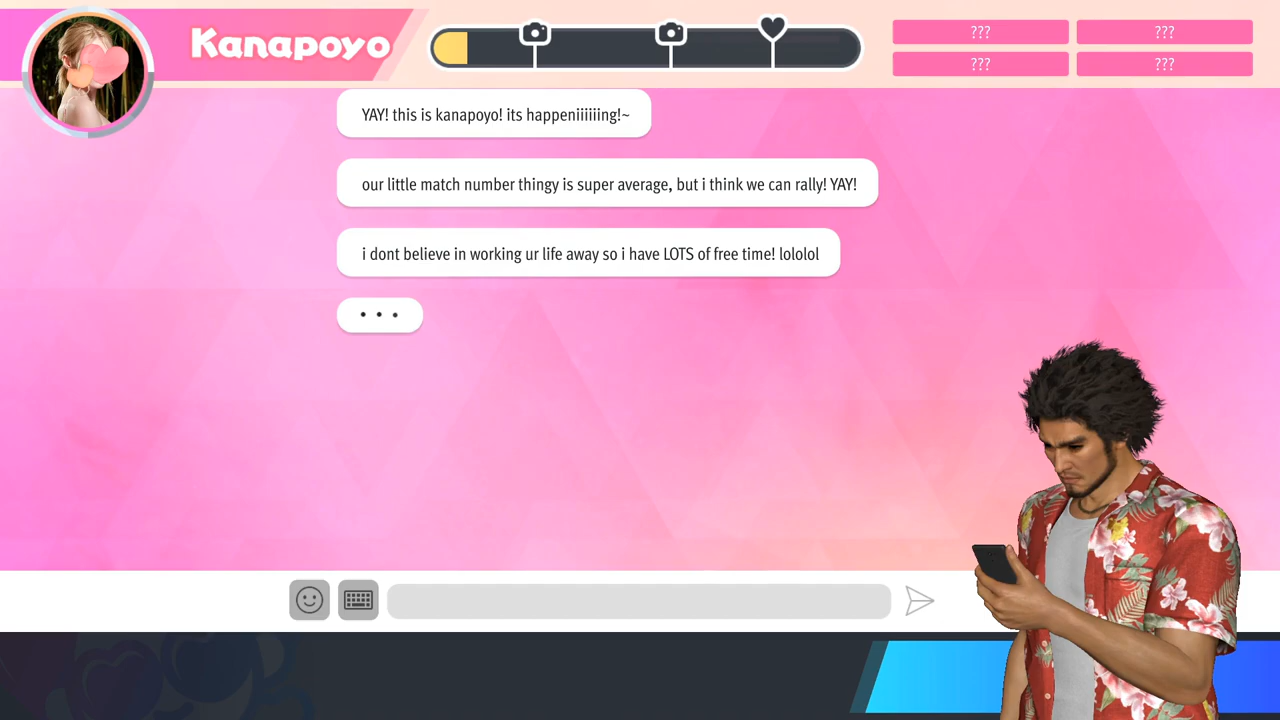 Kanapoyo
???
???
???
???
YAY! this is kanapoyo! its happeniiiiiing!~
our little match number thingy is super average, but i think we can rally! YAY!
i dont believe in working ur life away so i have LOTS of free time! lololol
• • •